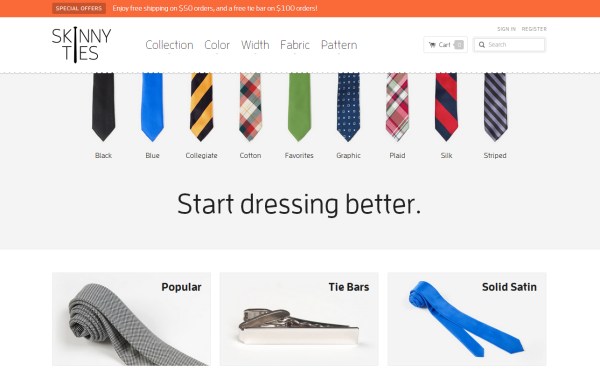 SPECIAL OFFERS Enjoy free shipping on $50 orders, and a free tie bar on $100 orders!
SIGN IN REGISTER
SKINNY TIES
Collection Color Width Fabric Pattern
Cart
Search
Black Blue Collegiate Cotton Favorites Graphic Plaid Silk Striped
Start dressing better.
Popular Tie Bars Solid Satin